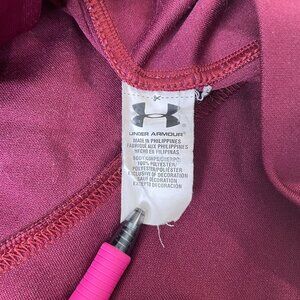 UNDER ARMOUR
MADE IN PHILIPPINES
FABRIQUÉ AUX PHILIPPINES
HECHO EN FILIPINAS
BODY/CORPS/CUERPO:
100% POLYESTER/
POLYESTER/POLIÉSTER
EXCLUSIVE OF DECORATION
SAUF DÉCORATION
EXCEPTO DECORACIÓN